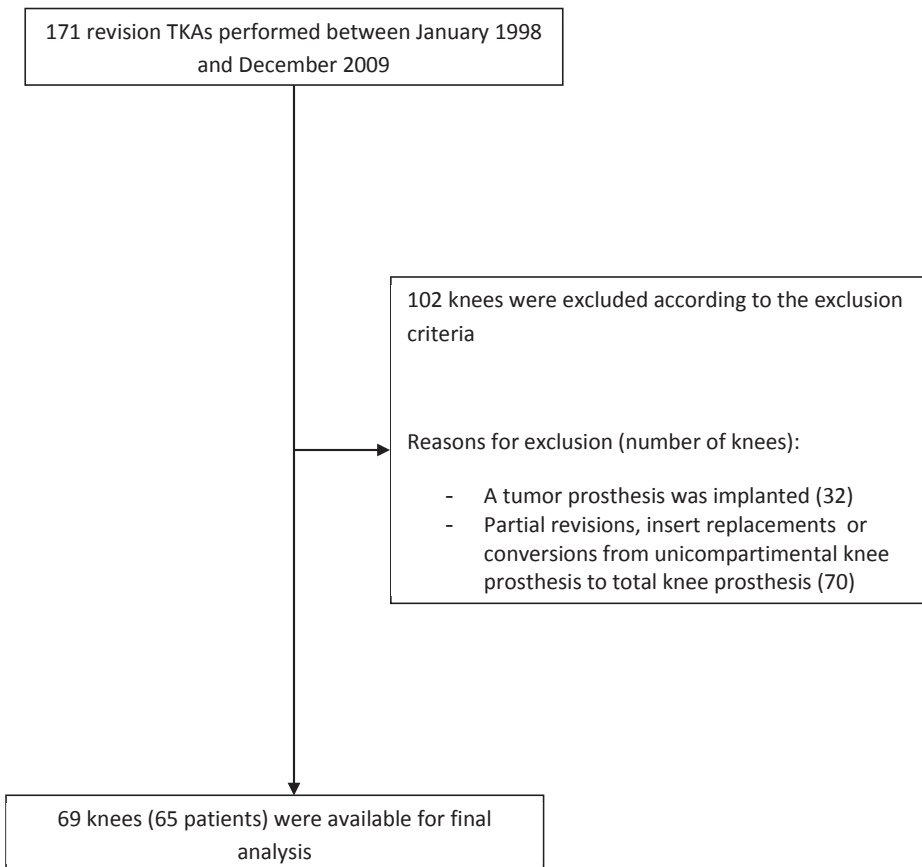 171 revision TKAs performed between January 1998
and December 2009
102 knees were excluded according to the exclusion
criteria
Reasons for exclusion (number of knees):
- A tumor prosthesis was implanted (32)
- Partial revisions, insert replacements or
conversions from unicompartimental knee
prosthesis to total knee prosthesis (70)
69 knees (65 patients) were available for final
analysis